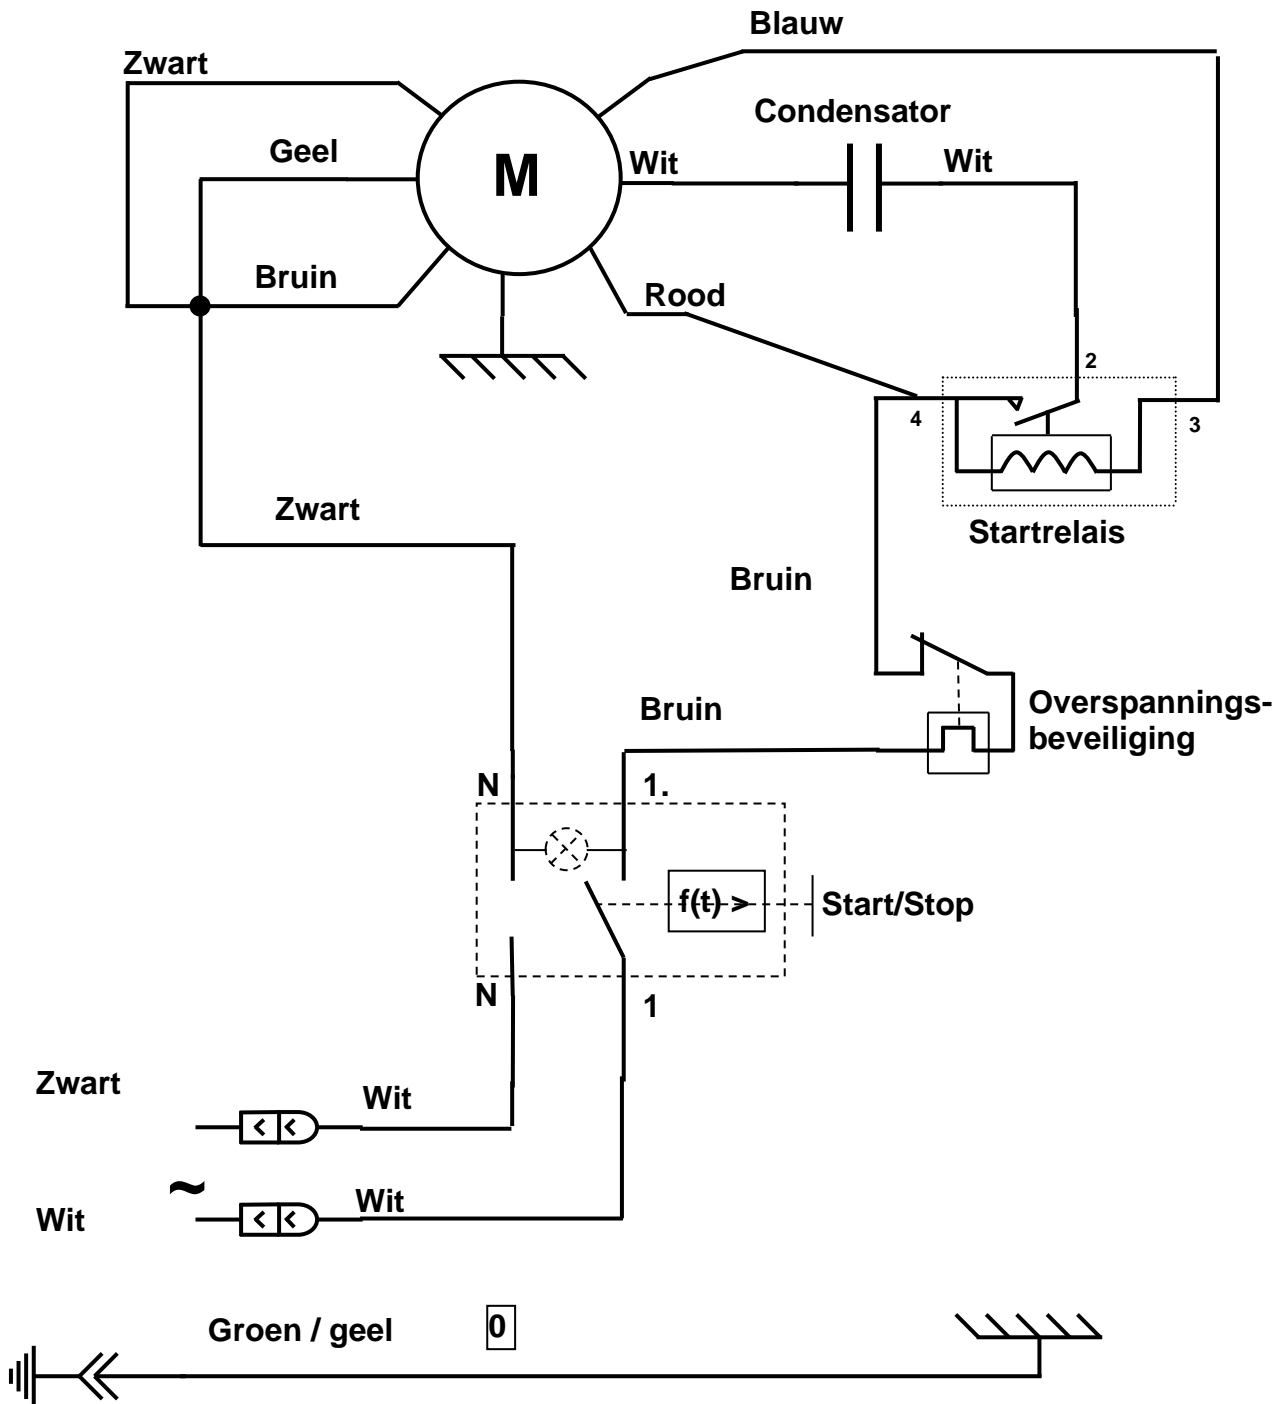 Blauw
Zwart
Condensator
Geel
M
Wit
Wit
Bruin
Rood
2
4
3
Zwart
Startrelais
Bruin
Bruin
Overspannings-
beveiliging
N
1.
f(t) >
Start/Stop
N
1
Zwart
Wit
~
Wit
Wit
Groen / geel
0